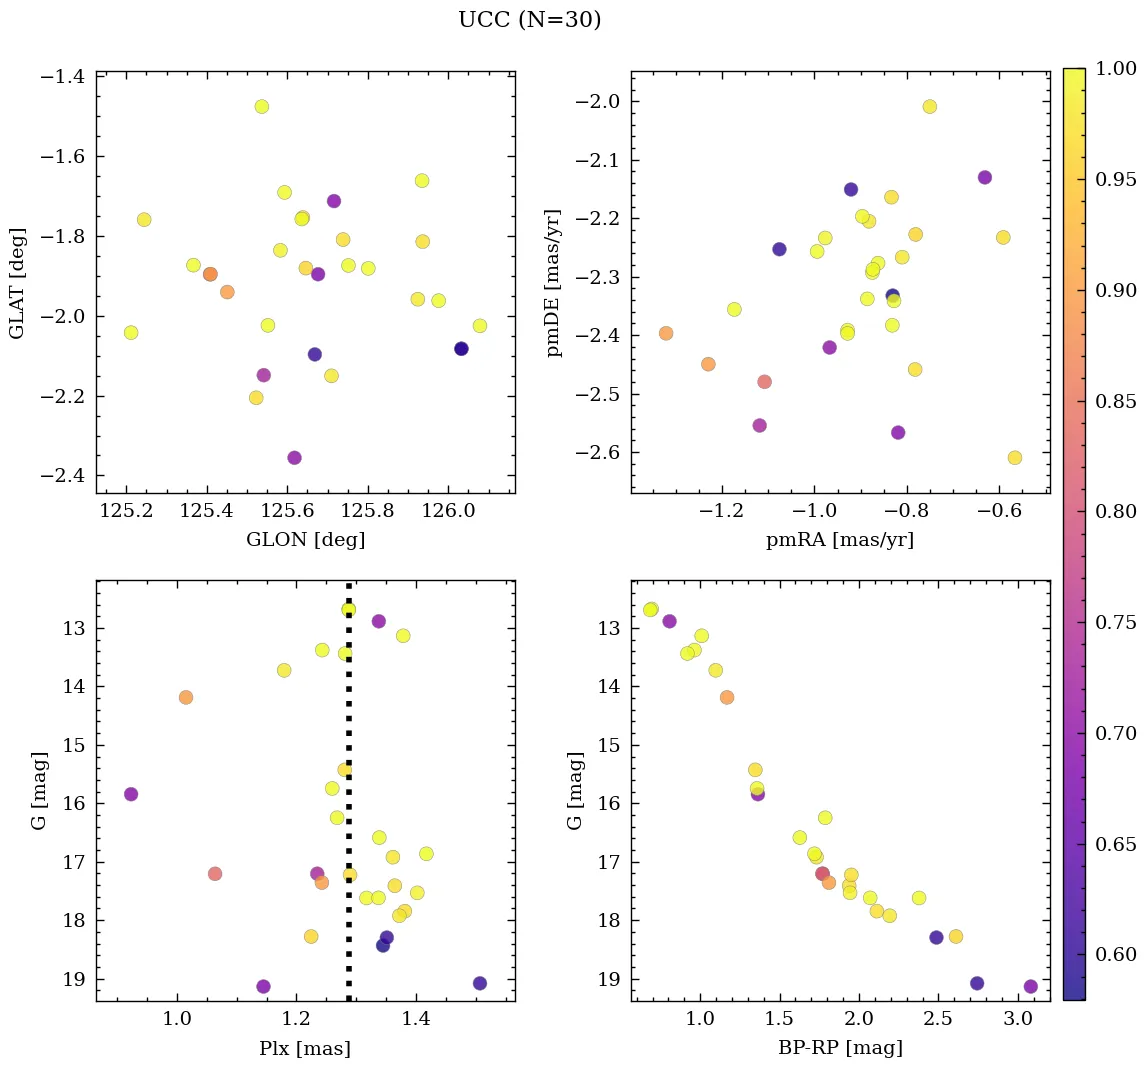 UCC (N=30)
−1.4
−1.6
−1.8
−2.0
−2.2
−2.4
GLAT [deg]
125.2 125.4 125.6 125.8 126.0
GLON [deg]
−2.0
−2.1
−2.2
−2.3
−2.4
−2.5
−2.6
pmDE [mas/yr]
−1.2 −1.0 −0.8 −0.6
pmRA [mas/yr]
13
14
15
16
17
18
19
G [mag]
1.0 1.2 1.4
Plx [mas]
13
14
15
16
17
18
19
G [mag]
1.0 1.5 2.0 2.5 3.0
BP-RP [mag]
1.00
0.95
0.90
0.85
0.80
0.75
0.70
0.65
0.60